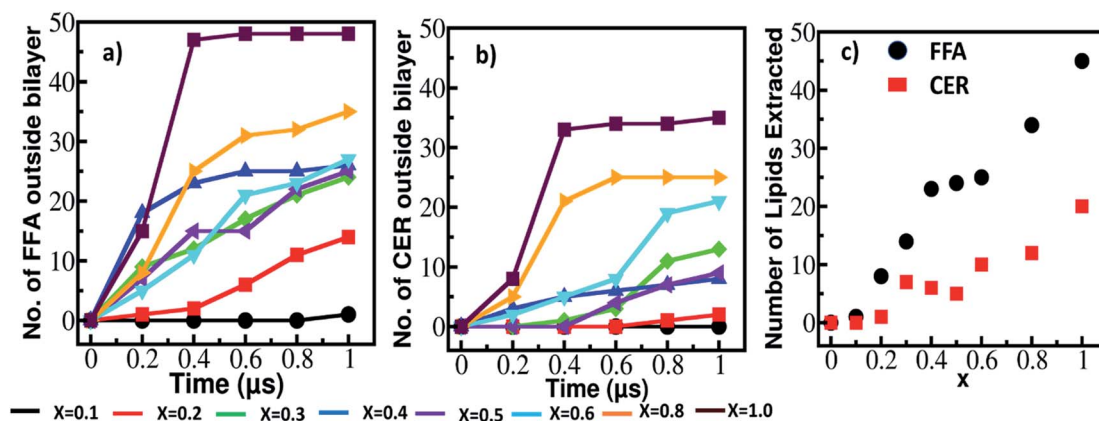 a)
No. of FFA outside bilayer
50
40
30
20
10
0
0 0.2 0.4 0.6 0.8 1
Time (µs)
b)
No. of CER outside bilayer
50
40
30
20
10
0
0 0.2 0.4 0.6 0.8 1
Time (µs)
c)
FFA
CER
Number of Lipids Extracted
50
40
30
20
10
0
0 0.2 0.4 0.6 0.8 1
x
X=0.1 X=0.2 X=0.3 X=0.4 X=0.5 X=0.6 X=0.8 X=1.0